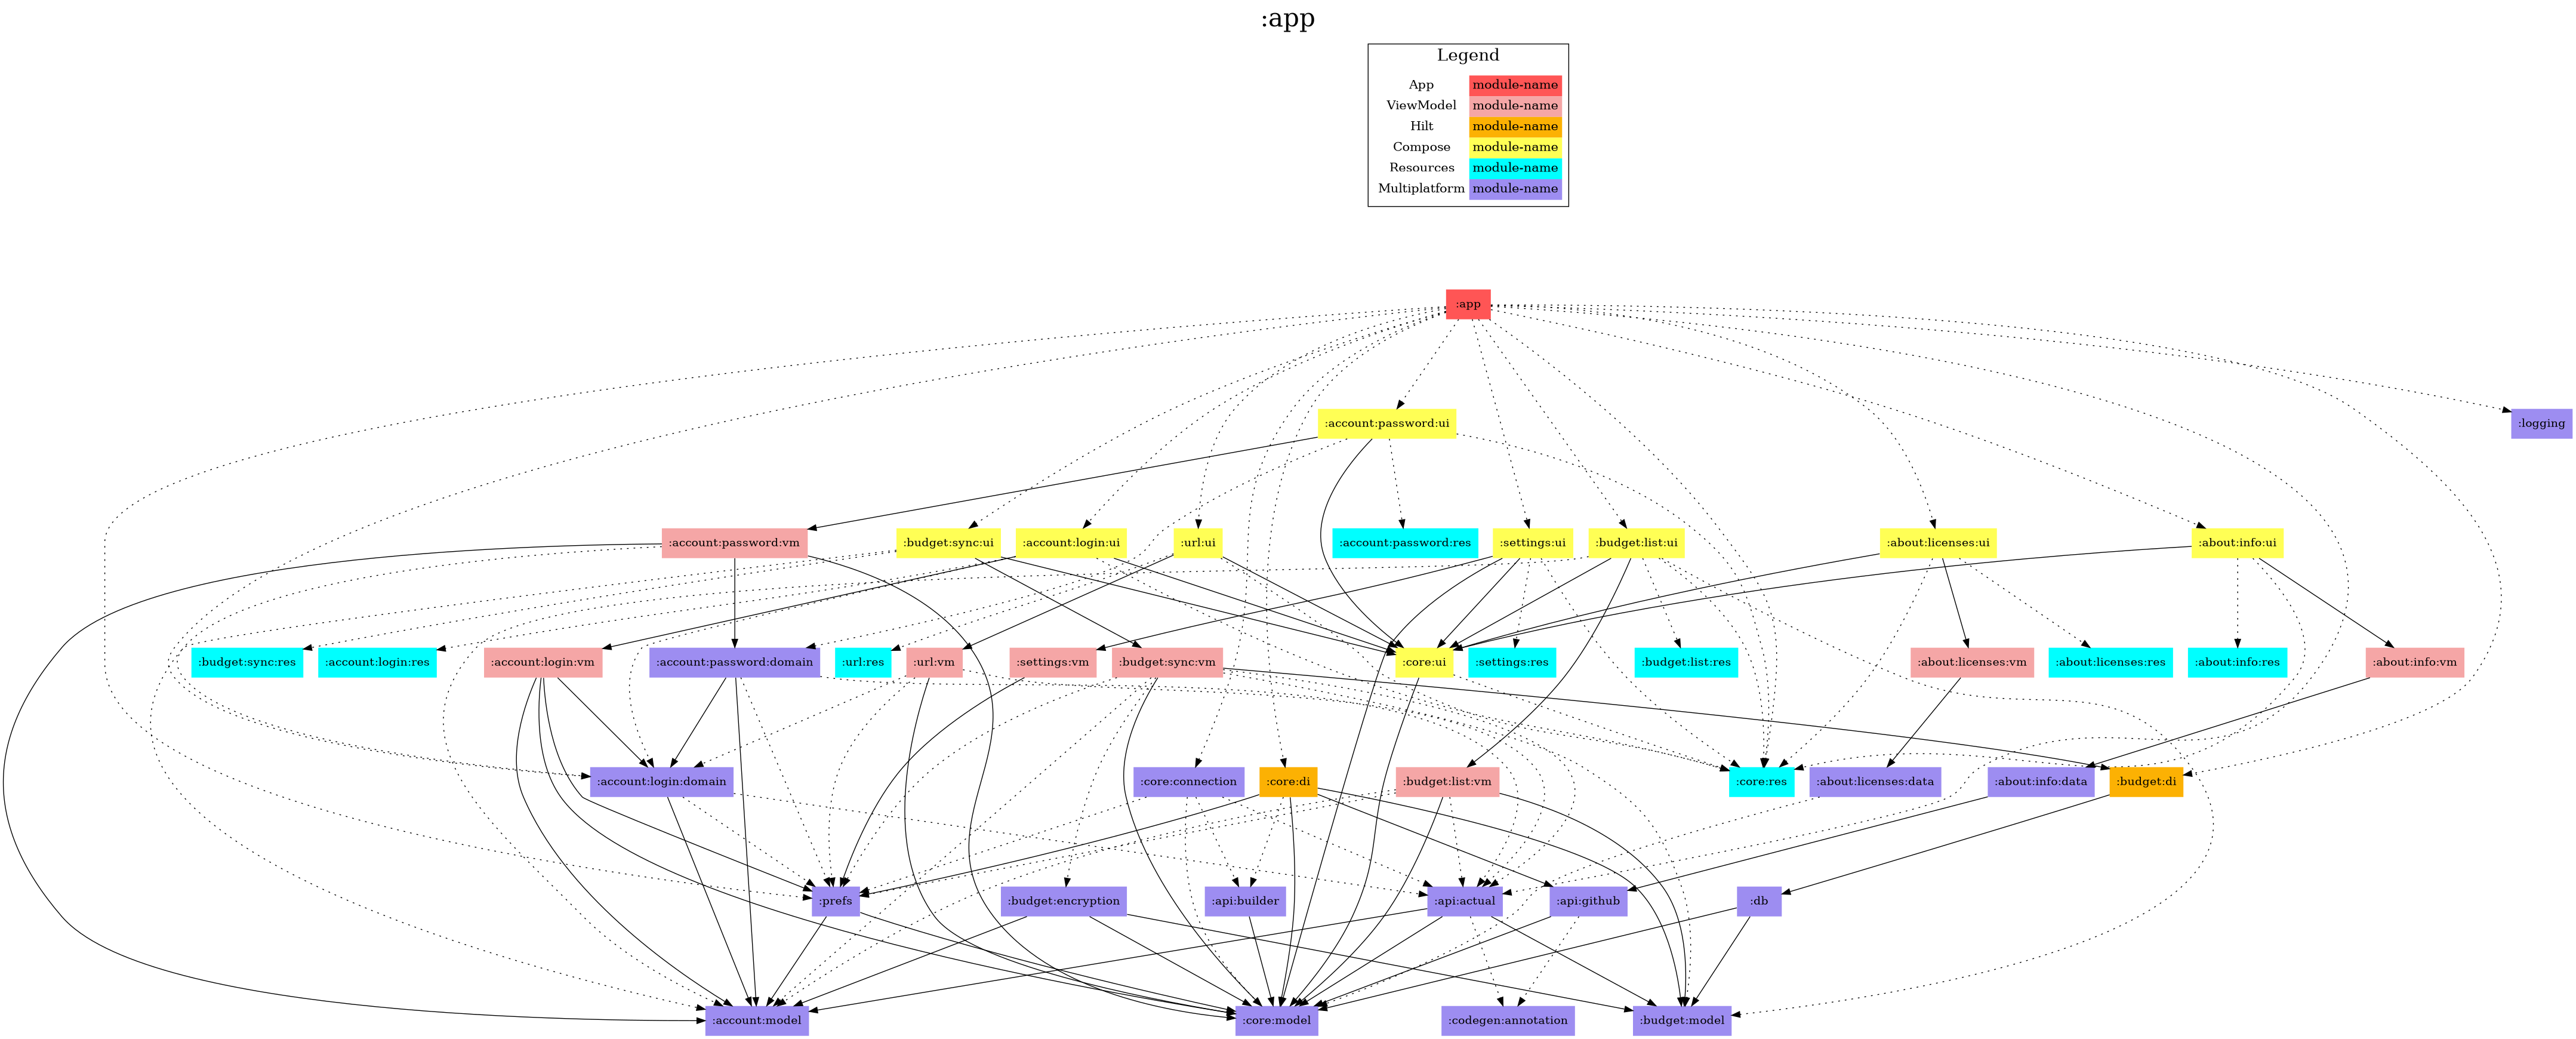 :app
Legend
App module-name
ViewModel module-name
Hilt module-name
Compose module-name
Resources module-name
Multiplatform module-name
:app
:account:password:ui
:logging
:account:password:vm
:budget:sync:ui
:account:login:ui
:url:ui
:account:password:res
:settings:ui
:budget:list:ui
:about:licenses:ui
:about:info:ui
:budget:sync:res
:account:login:res
:account:login:vm
:account:password:domain
:url:res
:url:vm
:settings:vm
:budget:sync:vm
:core:ui
:settings:res
:budget:list:res
:about:licenses:vm
:about:licenses:res
:about:info:res
:about:info:vm
:account:login:domain
:core:connection
:core:di
:budget:list:vm
:core:res
:about:licenses:data
:about:info:data
:budget:di
:prefs
:budget:encryption
:api:builder
:api:actual
:api:github
:db
:account:model
:core:model
:codegen:annotation
:budget:model